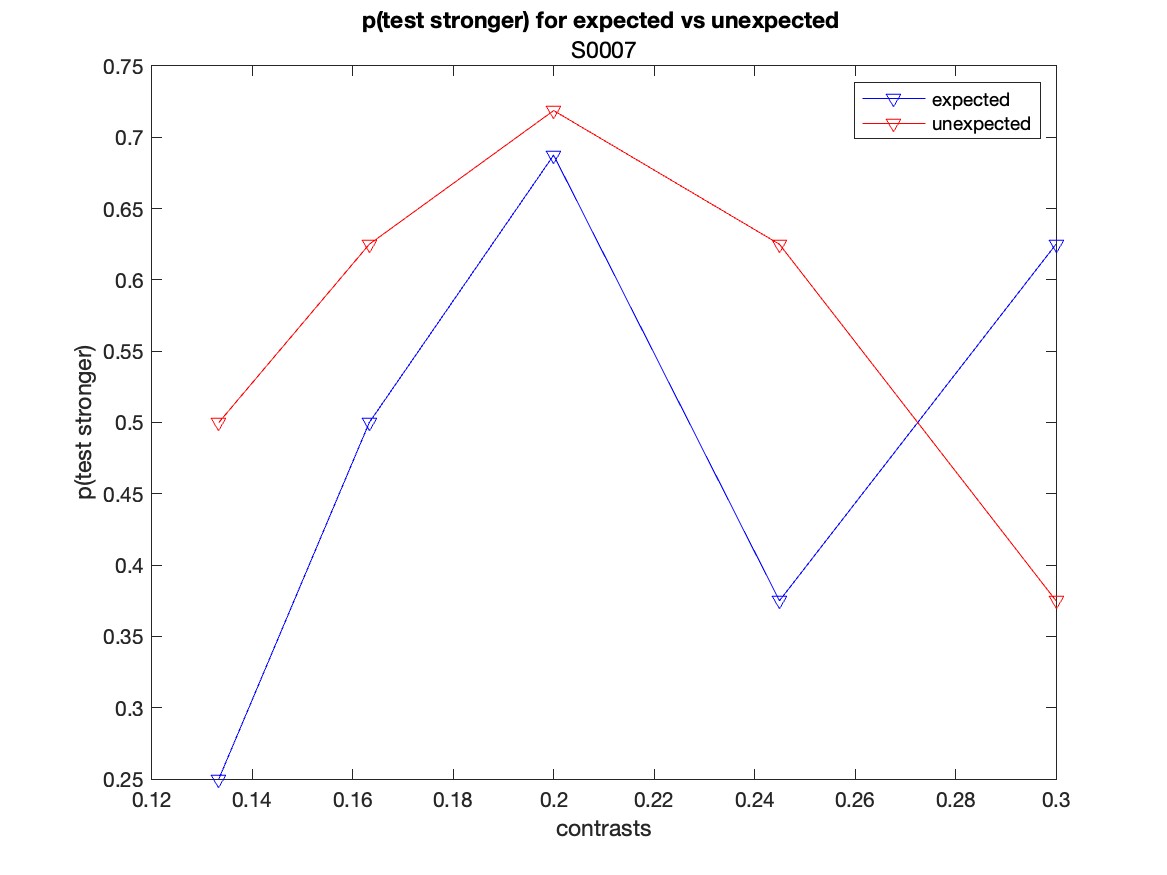 p(test stronger) for expected vs unexpected
S0007
expected
unexpected
0.75
0.7
0.65
0.6
0.55
0.5
0.45
0.4
0.35
0.3
0.25
p(test stronger)
0.12 0.14 0.16 0.18 0.2 0.22 0.24 0.26 0.28 0.3
contrasts